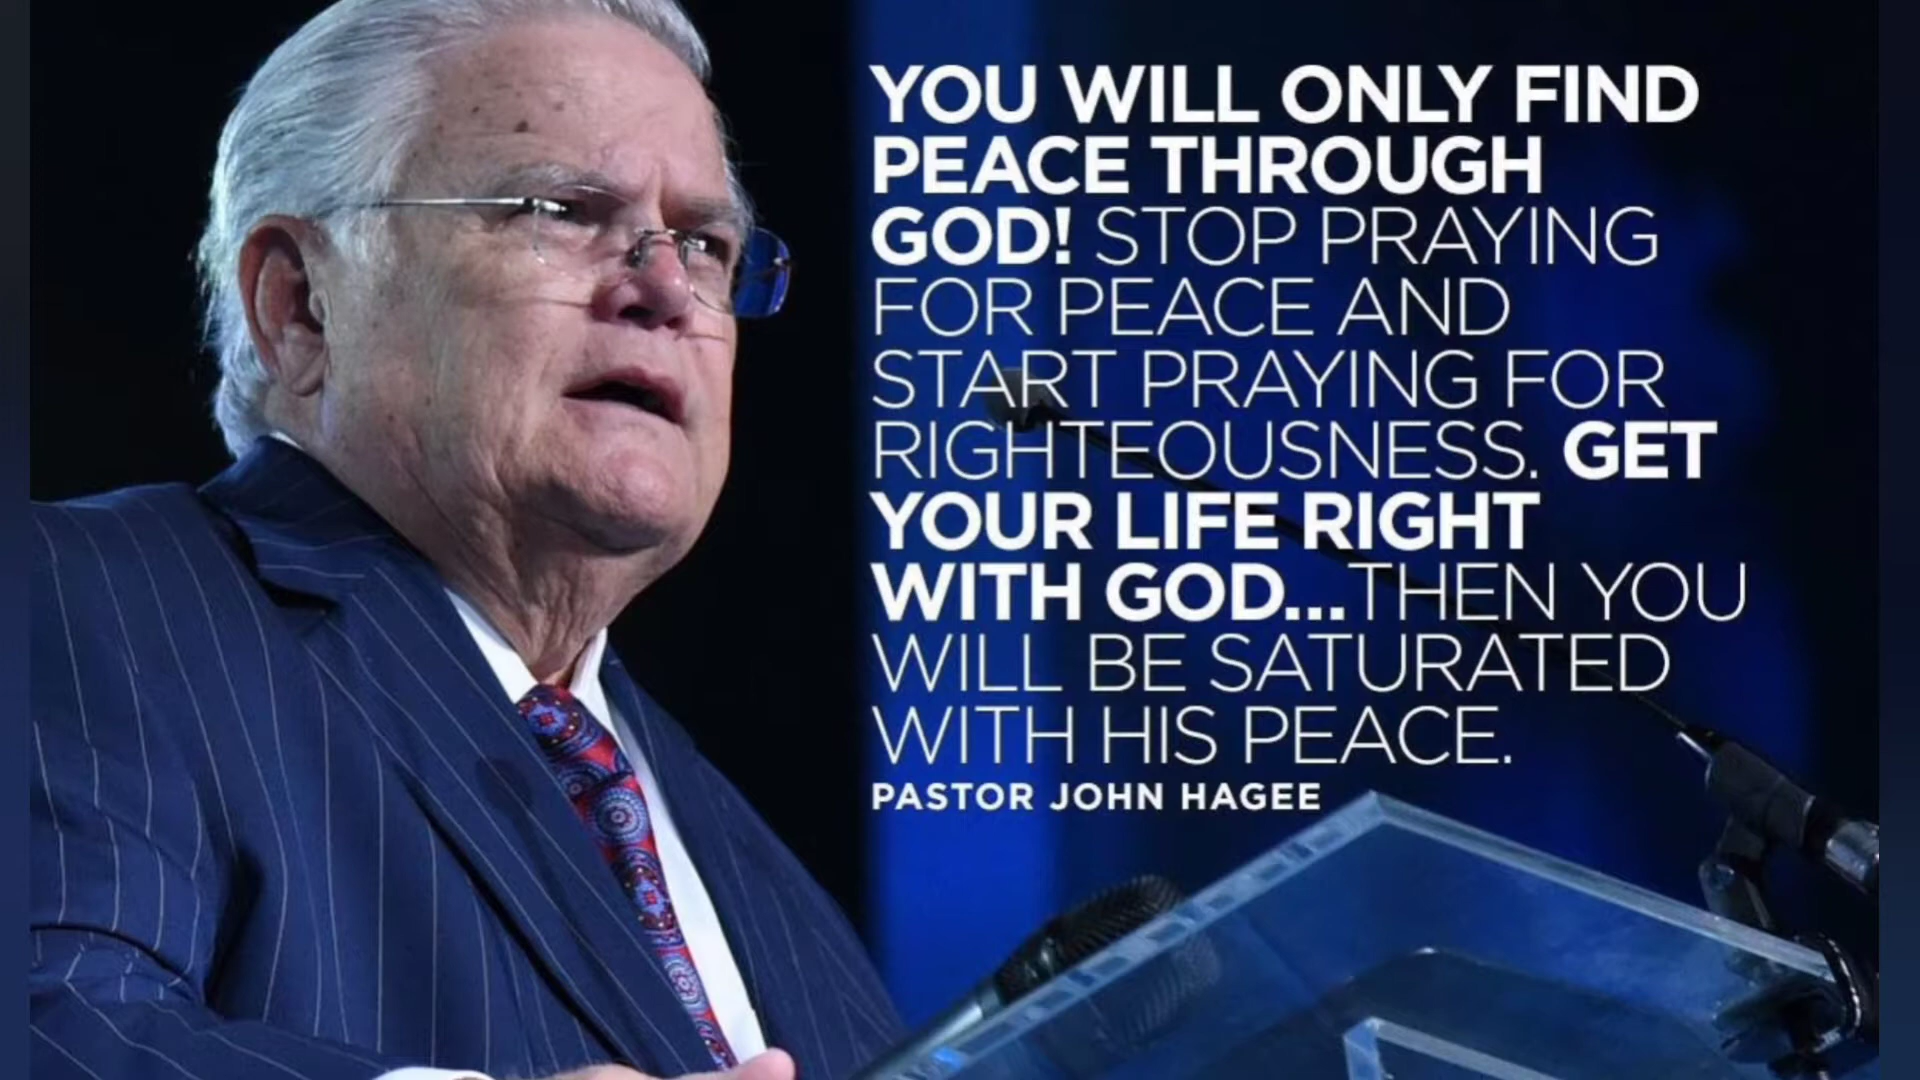 YOU WILL ONLY FIND
PEACE THROUGH
GOD! STOP PRAYING
FOR PEACE AND
START PRAYING FOR
RIGHTEOUSNESS. GET
YOUR LIFE RIGHT
WITH GOD...THEN YOU
WILL BE SATURATED
WITH HIS PEACE.
PASTOR JOHN HAGEE